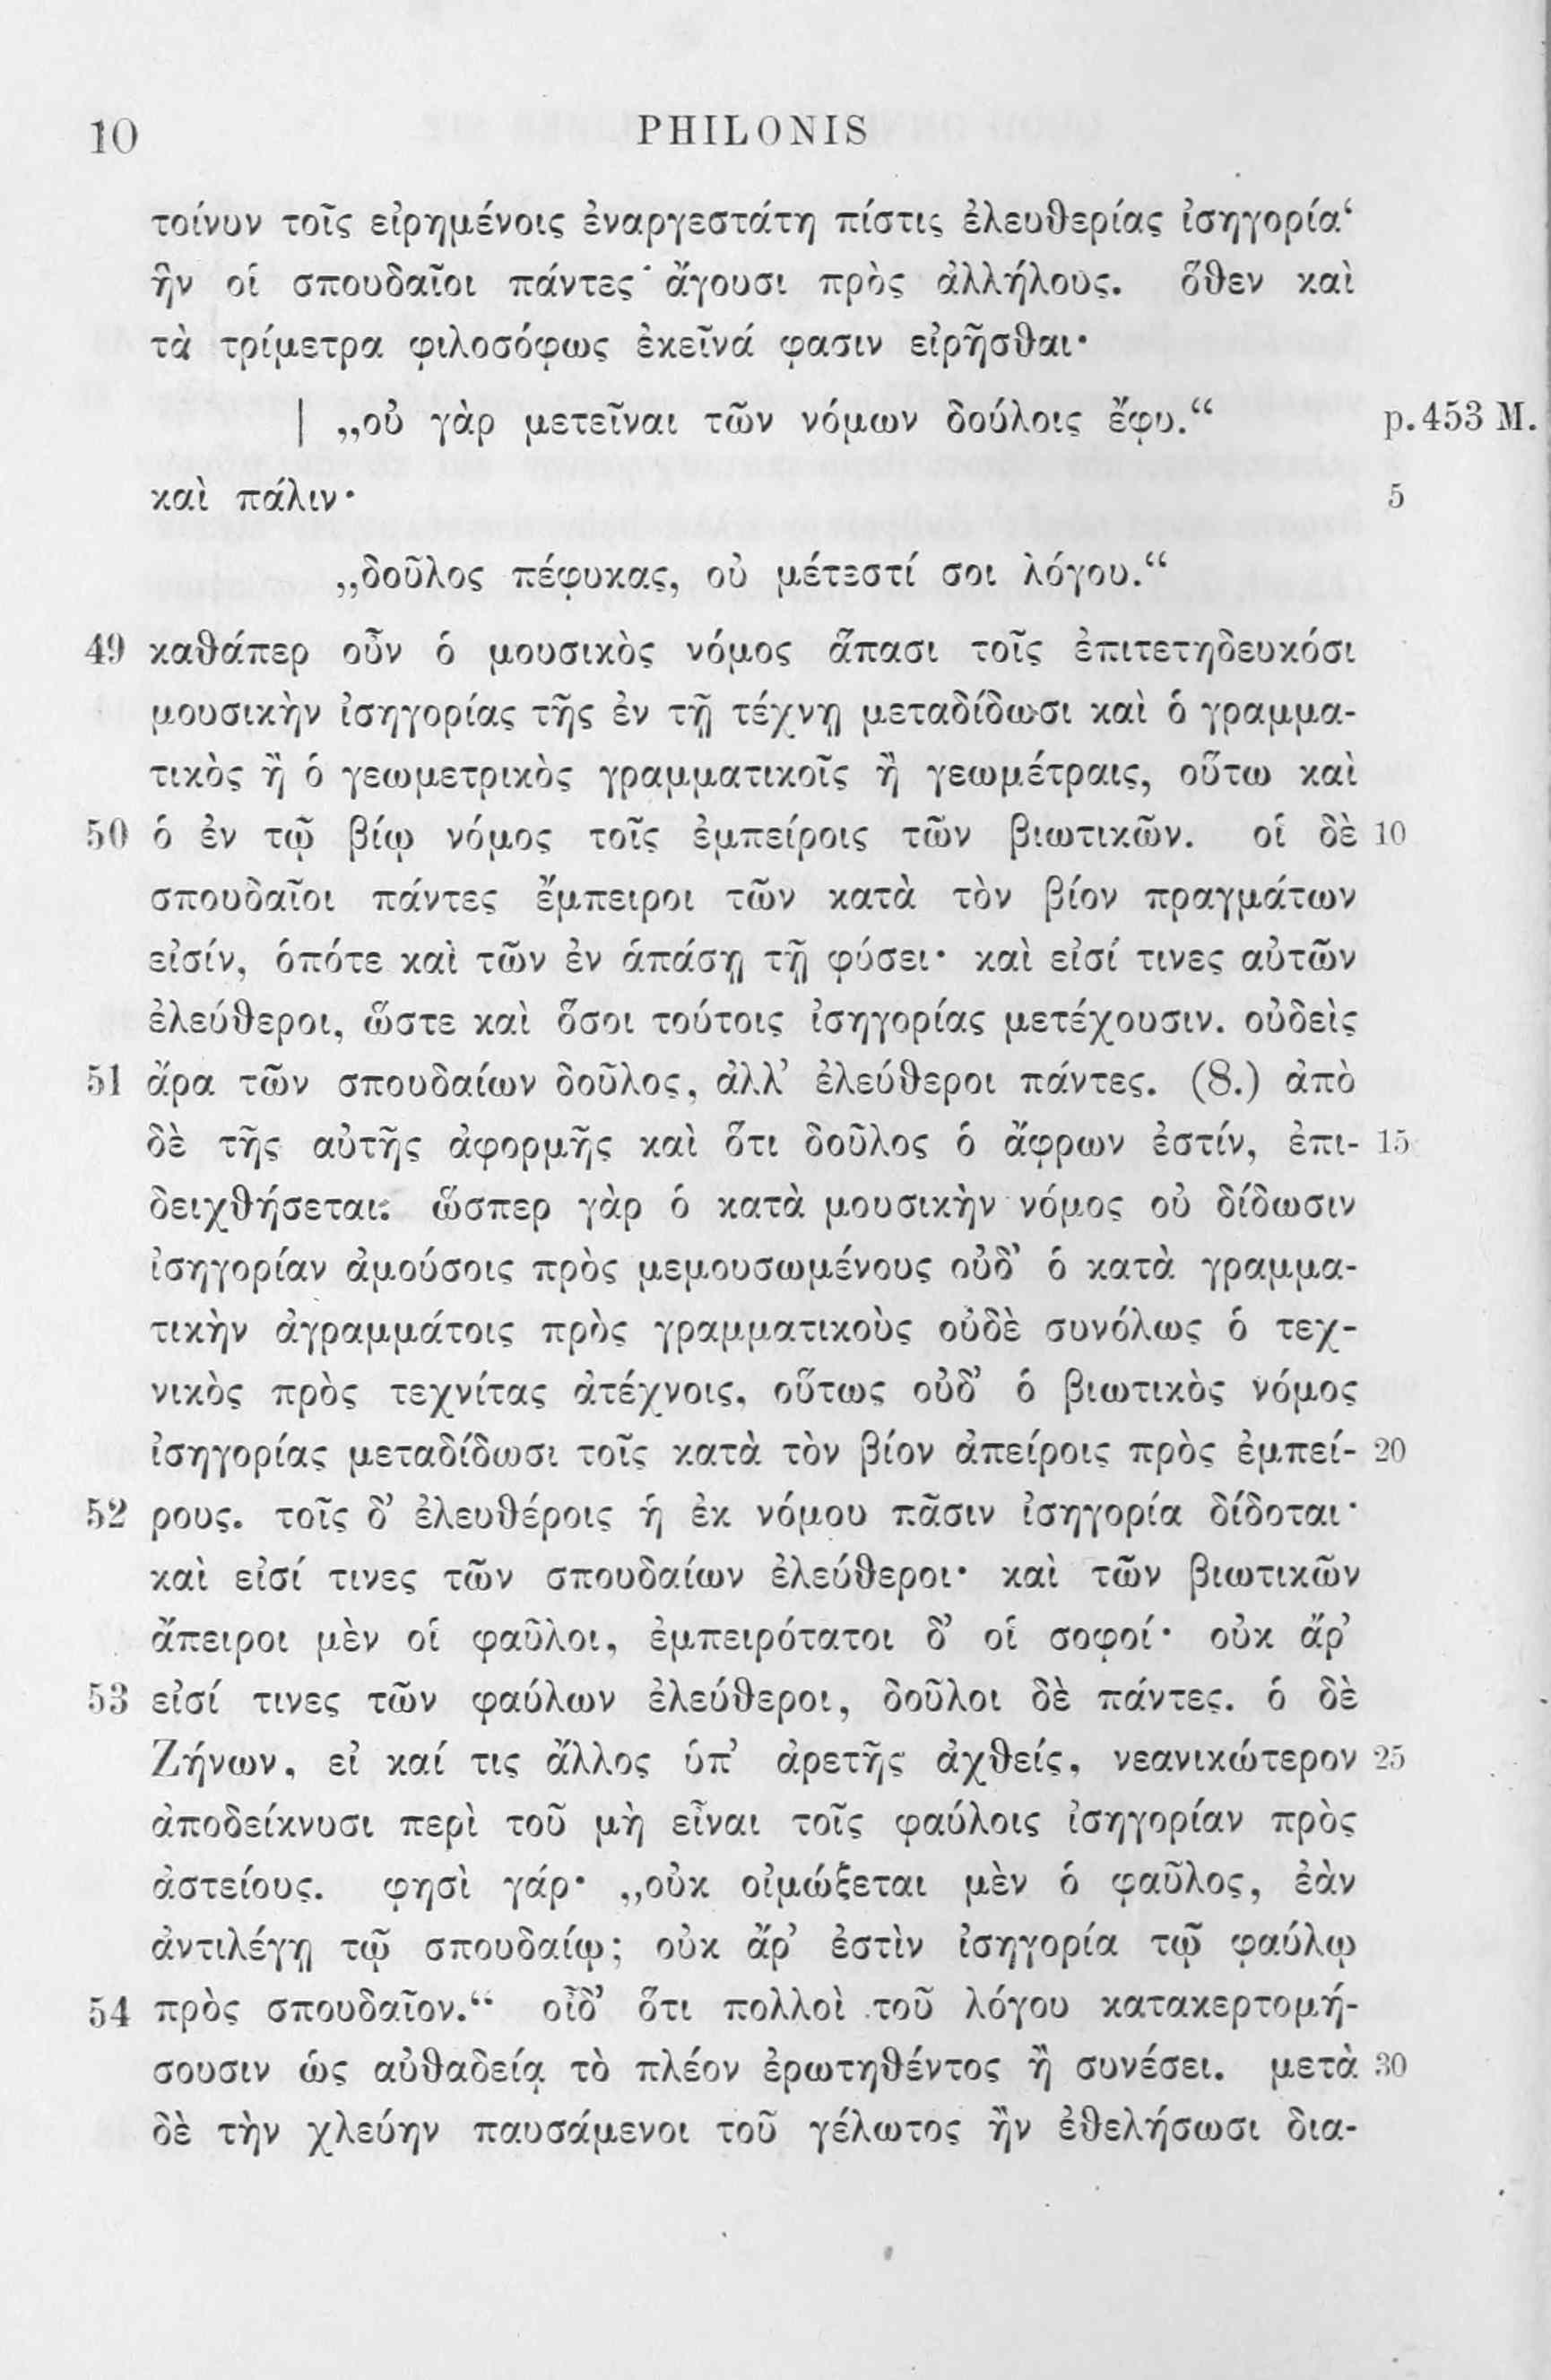 10 PHILONIS
τοίνυν τοῖς εἰρημένοις ἐναργεστάτη πίστις ἐλευθερίας ἰσηγορία‘
ἣν οἱ σπουδαῖοι πάντες ἄγουσι πρὸς ἀλλήλους. ὅθεν καὶ
τὰ τρίμετρα φιλοσόφως ἐκεῖνά φασιν εἰρῆσθαι·
| „οὐ γὰρ μετεῖναι τῶν νόμων δούλοις ἔφυ.“ p. 453 M.
καὶ πάλιν· 5
„δοῦλος πέφυκας, οὐ μέτεστί σοι λόγου.“
49 καθάπερ οὖν ὁ μουσικὸς νόμος ἅπασι τοῖς ἐπιτετηδευκόσι
μουσικὴν ἰσηγορίας τῆς ἐν τῇ τέχνῃ μεταδίδωσι καὶ ὁ γραμμα-
τικὸς ἢ ὁ γεωμετρικὸς γραμματικοῖς ἢ γεωμέτραις, οὕτω καὶ
50 ὁ ἐν τῷ βίῳ νόμος τοῖς ἐμπείροις τῶν βιωτικῶν. οἱ δὲ 10
σπουδαῖοι πάντες ἔμπειροι τῶν κατὰ τὸν βίον πραγμάτων
εἰσίν, ὁπότε καὶ τῶν ἐν ἁπάσῃ τῇ φύσει· καὶ εἰσί τινες αὐτῶν
ἐλεύθεροι, ὥστε καὶ ὅσοι τούτοις ἰσηγορίας μετέχουσιν. οὐδεὶς
51 ἄρα τῶν σπουδαίων δοῦλος, ἀλλ’ ἐλεύθεροι πάντες. (8.) ἀπὸ
δὲ τῆς αὐτῆς ἀφορμῆς καὶ ὅτι δοῦλος ὁ ἄφρων ἐστίν, ἐπι- 15
δειχθήσεται: ὥσπερ γὰρ ὁ κατὰ μουσικὴν νόμος οὐ δίδωσιν
ἰσηγορίαν ἀμούσοις πρὸς μεμουσωμένους οὐδ’ ὁ κατὰ γραμμα-
τικὴν ἀγραμμάτοις πρὸς γραμματικοὺς οὐδὲ συνόλως ὁ τεχ-
νικὸς πρὸς τεχνίτας ἀτέχνοις, οὕτως οὐδ’ ὁ βιωτικὸς νόμος
ἰσηγορίας μεταδίδωσι τοῖς κατὰ τὸν βίον ἀπείροις πρὸς ἐμπεί- 20
52 ρους. τοῖς δ’ ἐλευθέροις ἡ ἐκ νόμου πᾶσιν ἰσηγορία δίδοται·
καὶ εἰσί τινες τῶν σπουδαίων ἐλεύθεροι· καὶ τῶν βιωτικῶν
ἄπειροι μὲν οἱ φαῦλοι, ἐμπειρότατοι δ’ οἱ σοφοί· οὐκ ἄρ’
53 εἰσί τινες τῶν φαύλων ἐλεύθεροι, δοῦλοι δὲ πάντες. ὁ δὲ
Ζήνων, εἰ καί τις ἄλλος ὑπ’ ἀρετῆς ἀχθείς, νεανικώτερον 25
ἀποδείκνυσι περὶ τοῦ μὴ εἶναι τοῖς φαύλοις ἰσηγορίαν πρὸς
ἀστείους. φησὶ γάρ· „οὐκ οἰμώξεται μὲν ὁ φαῦλος, ἐὰν
ἀντιλέγῃ τῷ σπουδαίῳ; οὐκ ἄρ’ ἐστὶν ἰσηγορία τῷ φαύλῳ
54 πρὸς σπουδαῖον.“ οἶδ’ ὅτι πολλοὶ τοῦ λόγου κατακερτομή-
σουσιν ὡς αὐθαδείᾳ τὸ πλέον ἐρωτηθέντος ἢ συνέσει. μετὰ 30
δὲ τὴν χλεύην παυσάμενοι τοῦ γέλωτος ἢν ἐθελήσωσι δια-